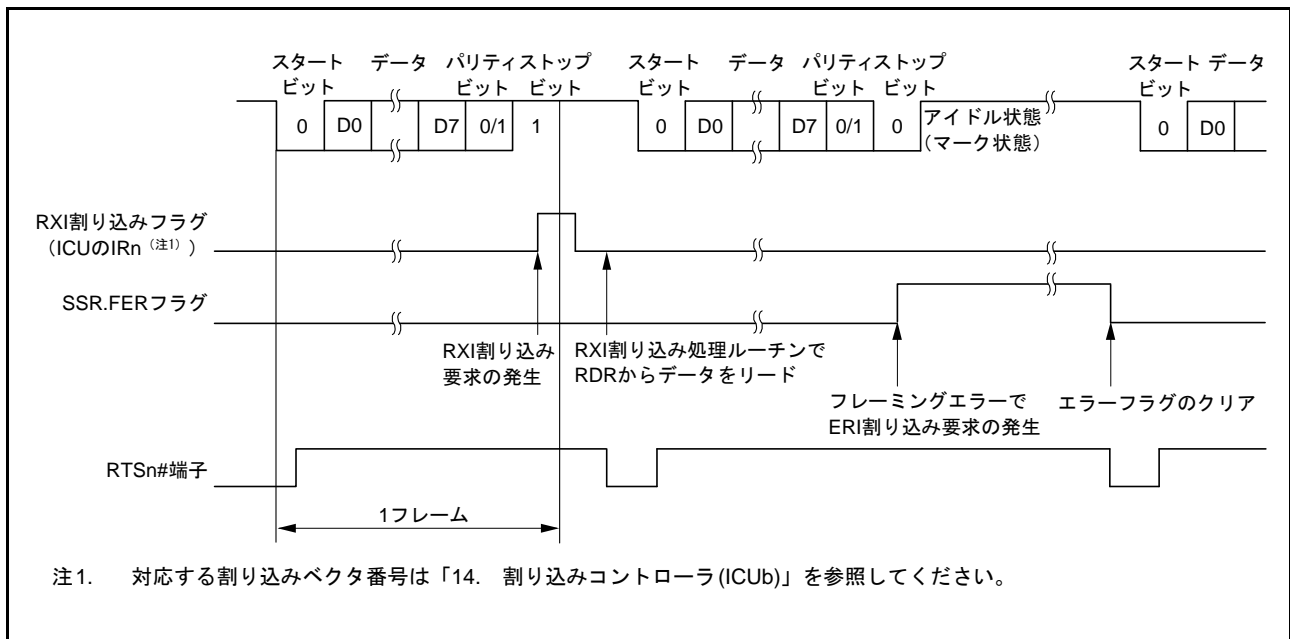 スタート データ パリティストップ スタート データ パリティストップ スタート データ
ビット ビット ビット ビット ビット ビット ビット
0 D0 D7 0/1 1 0 D0 D7 0/1 0 アイドル状態 0 D0
(マーク状態)
RXI割り込みフラグ
(ICUのIRn (注1) )
SSR.FERフラグ
RXI割り込み
要求の発生
RXI割り込み処理ルーチンで
RDRからデータをリード
フレーミングエラーで
ERI割り込み要求の発生
エラーフラグのクリア
RTSn#端子
1フレーム
注1. 対応する割り込みベクタ番号は「14. 割り込みコントローラ(ICUb)」を参照してください。